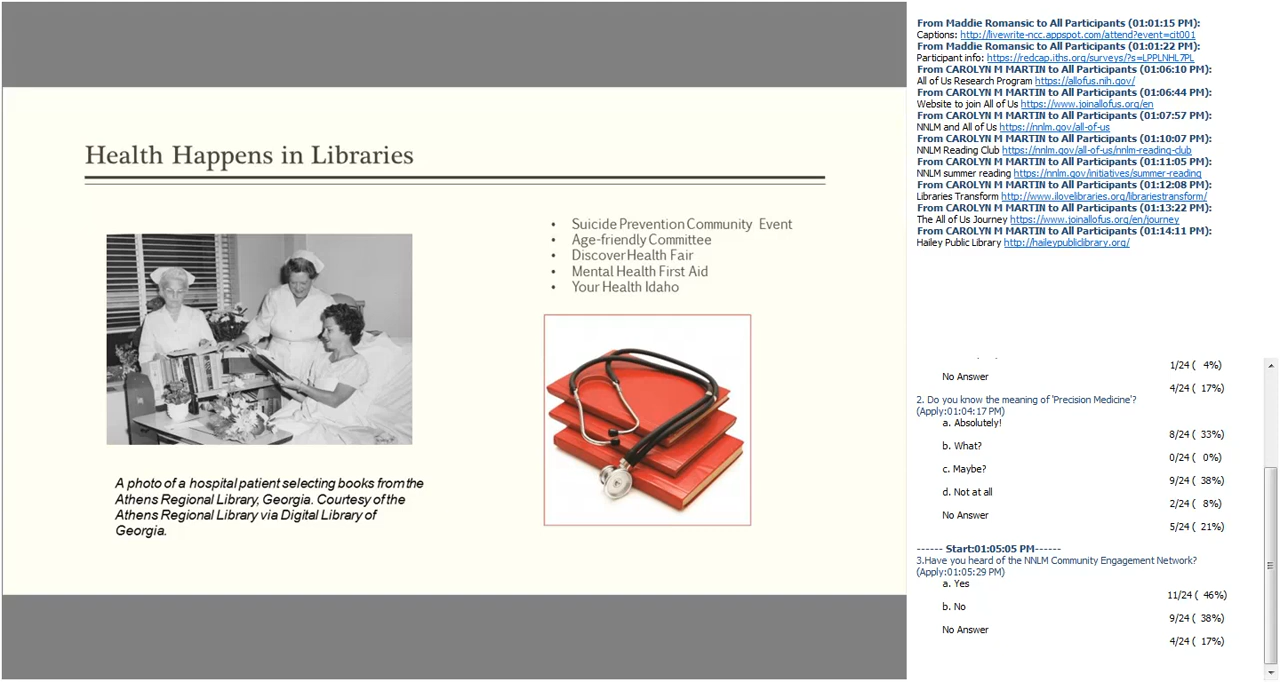 Health Happens in Libraries
• Suicide Prevention Community Event
• Age-friendly Committee
• Discover Health Fair
• Mental Health First Aid
• Your Health Idaho
A photo of a hospital patient selecting books from the
Athens Regional Library, Georgia. Courtesy of the
Athens Regional Library via Digital Library of
Georgia.
From Maddie Romansic to All Participants (01:01:15 PM):
Captions: http://livewrite-ncc.appspot.com/attend?event=cit001
From Maddie Romansic to All Participants (01:01:22 PM):
Participant info: https://redcap.iths.org/surveys/?s=LPPLNHL7PL
From CAROLYN M MARTIN to All Participants (01:06:10 PM):
All of Us Research Program https://allofus.nih.gov/
From CAROLYN M MARTIN to All Participants (01:06:44 PM):
Website to join All of Us https://www.joinallofus.org/en
From CAROLYN M MARTIN to All Participants (01:07:57 PM):
NNLM and All of Us https://nnlm.gov/all-of-us
From CAROLYN M MARTIN to All Participants (01:10:07 PM):
NNLM Reading Club https://nnlm.gov/all-of-us/nnlm-reading-club
From CAROLYN M MARTIN to All Participants (01:11:05 PM):
NNLM summer reading https://nnlm.gov/initiatives/summer-reading
From CAROLYN M MARTIN to All Participants (01:12:08 PM):
Libraries Transform http://www.ilovelibraries.org/librariestransform/
From CAROLYN M MARTIN to All Participants (01:13:22 PM):
The All of Us Journey https://www.joinallofus.org/en/journey
From CAROLYN M MARTIN to All Participants (01:14:11 PM):
Hailey Public Library http://haileypubliclibrary.org/
1/24 ( 4%)
No Answer
4/24 ( 17%)
2. Do you know the meaning of 'Precision Medicine'?
(Apply:01:04:17 PM)
a. Absolutely!
8/24 ( 33%)
b. What?
0/24 ( 0%)
c. Maybe?
9/24 ( 38%)
d. Not at all
2/24 ( 8%)
No Answer
5/24 ( 21%)
------ Start:01:05:05 PM------
3.Have you heard of the NNLM Community Engagement Network?
(Apply:01:05:29 PM)
a. Yes
11/24 ( 46%)
b. No
9/24 ( 38%)
No Answer
4/24 ( 17%)